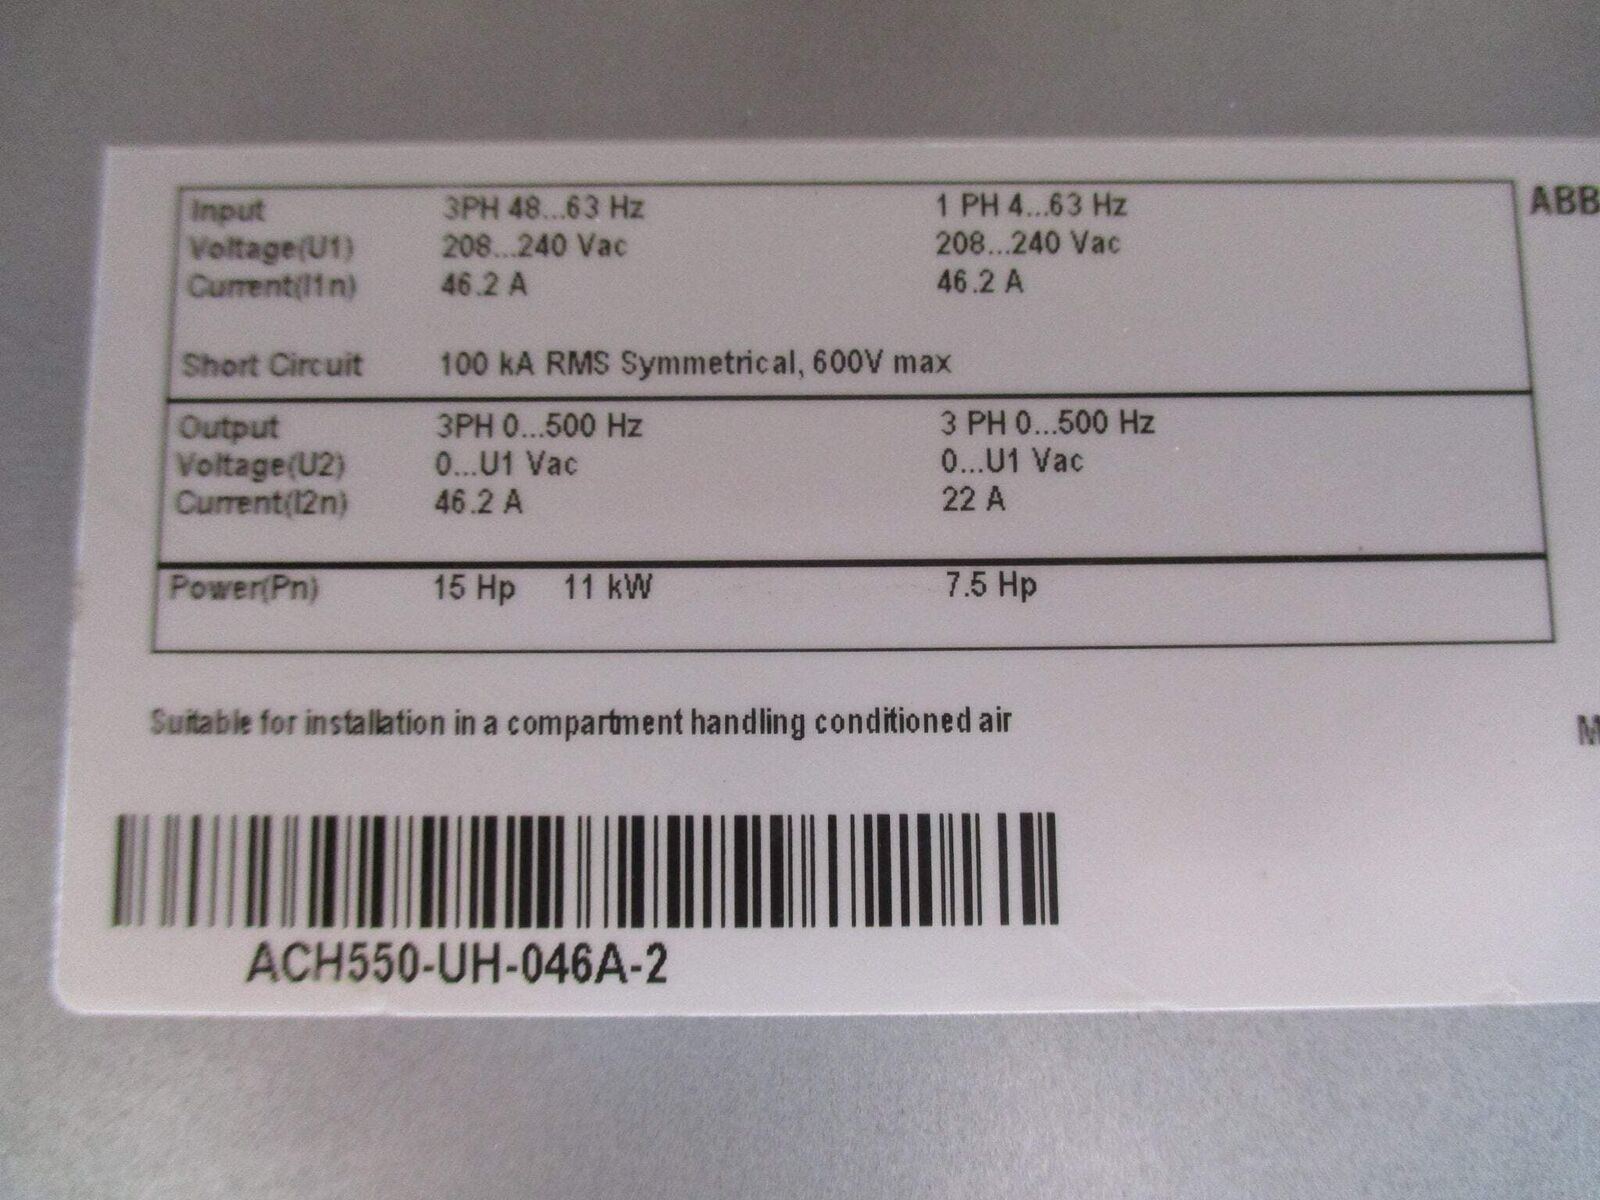 Input 3PH 48...63 Hz 1 PH 4...63 Hz ABB
Voltage(U1) 208...240 Vac 208...240 Vac
Current(I1n) 46.2 A 46.2 A
Short Circuit 100 kA RMS Symmetrical, 600V max
Output 3PH 0...500 Hz 3 PH 0...500 Hz
Voltage(U2) 0...U1 Vac 0...U1 Vac
Current(I2n) 46.2 A 22 A
Power(Pn) 15 Hp 11 kW 7.5 Hp
Suitable for installation in a compartment handling conditioned air
ACH550-UH-046A-2